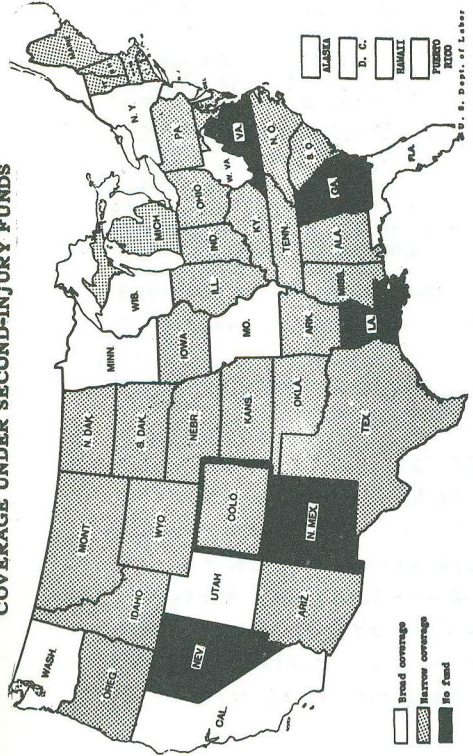 COVERAGE UNDER SECOND-INJURY FUNDS
WASH.
OREG.
CAL.
NEV.
IDAHO
MONT
WYO
UTAH
ARIZ.
COLO.
N. MEX
N. DAK.
S. DAK.
NEBR.
KANS.
OKLA.
TEX.
MINN.
IOWA
MO.
ARK.
LA.
WIS.
ILL.
MICH
IND
OHIO
KY.
TENN.
MISS.
ALA.
GA.
FLA.
S. C.
N. C.
VA.
W. VA
PA.
N. Y.
ALASKA
D. C.
HAWAII
PUERTO
RICO
Broad coverage
Narrow coverage
No fund
U. S. Dept. of Labor